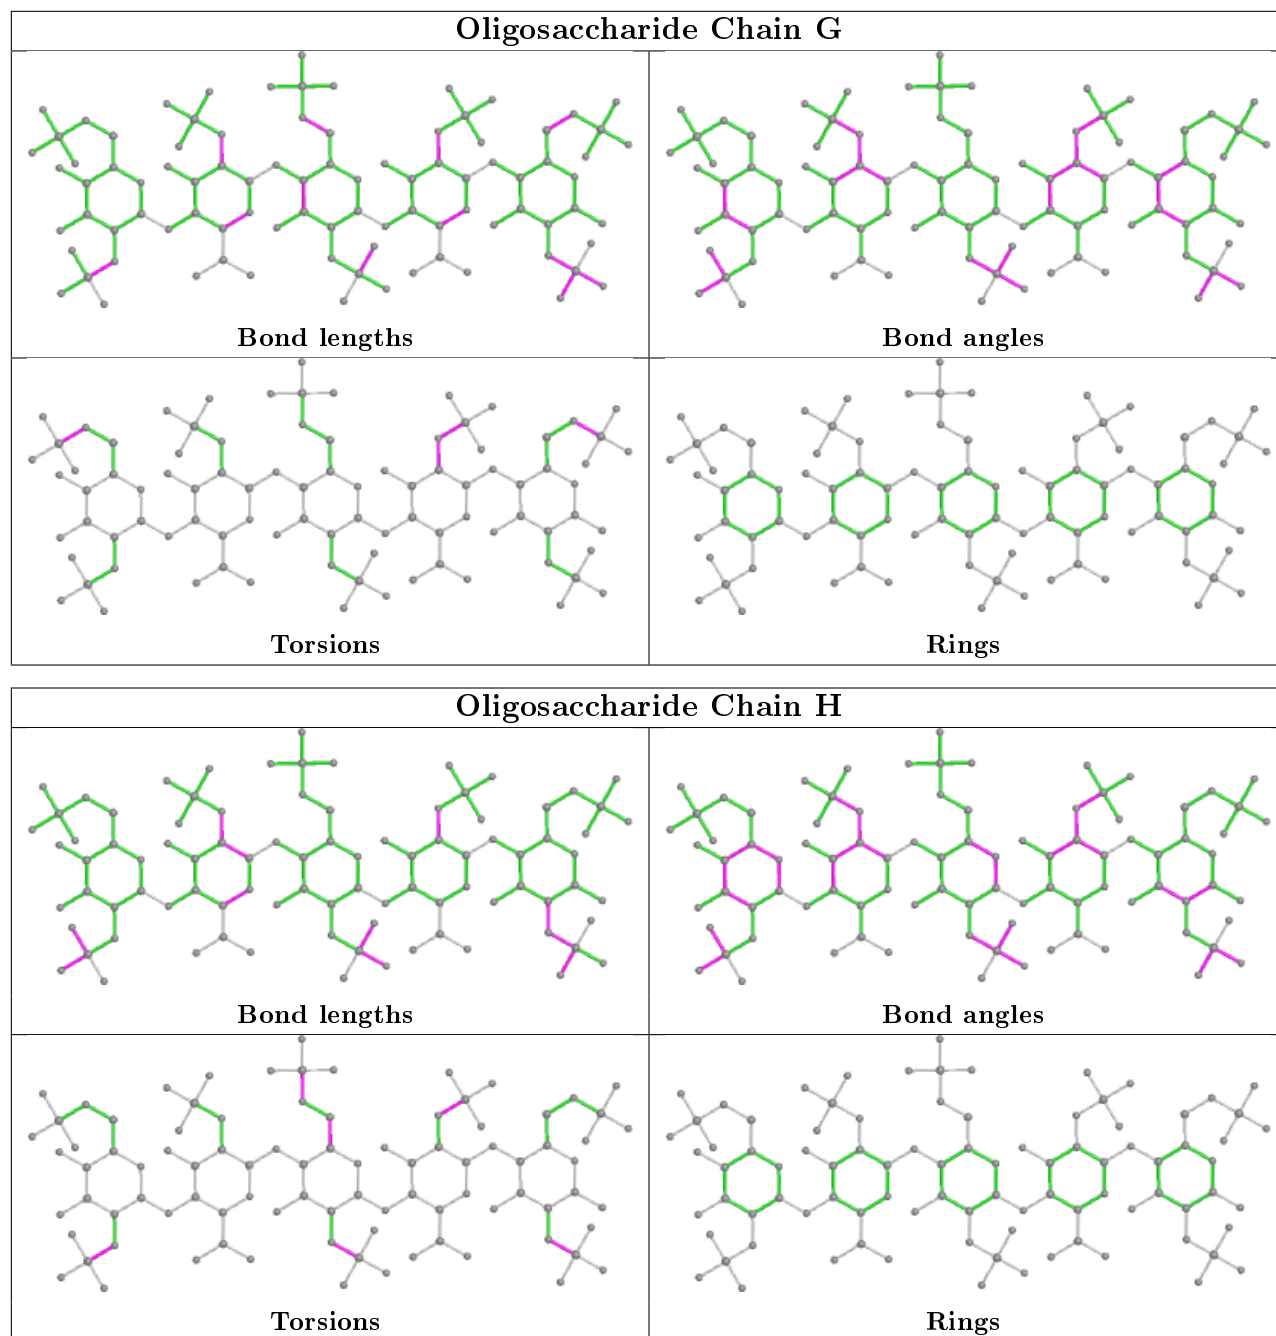 Oligosaccharide Chain G
Bond lengths
Bond angles
Torsions
Rings
Oligosaccharide Chain H
Bond lengths
Bond angles
Torsions
Rings